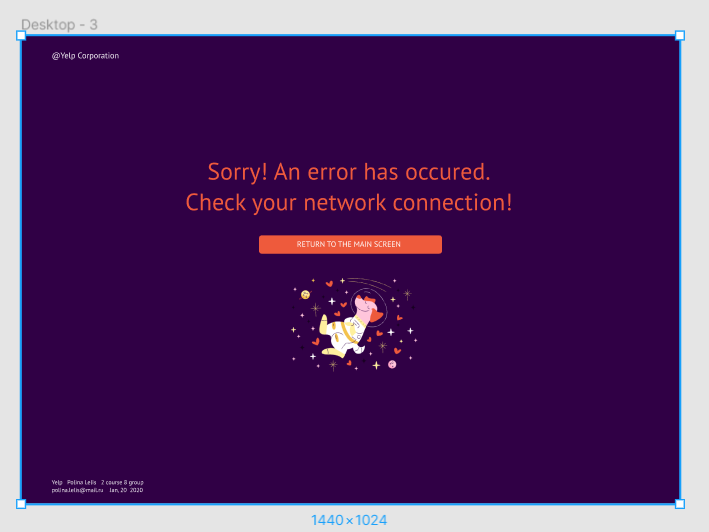 Desktop - 3
@Yelp Corporation
Sorry! An error has occured.
Check your network connection!
RETURN TO THE MAIN SCREEN
Yelp Polina Lelis 2 course 8 group
polina.lelis@mail.ru Jan, 20 2020
1440×1024